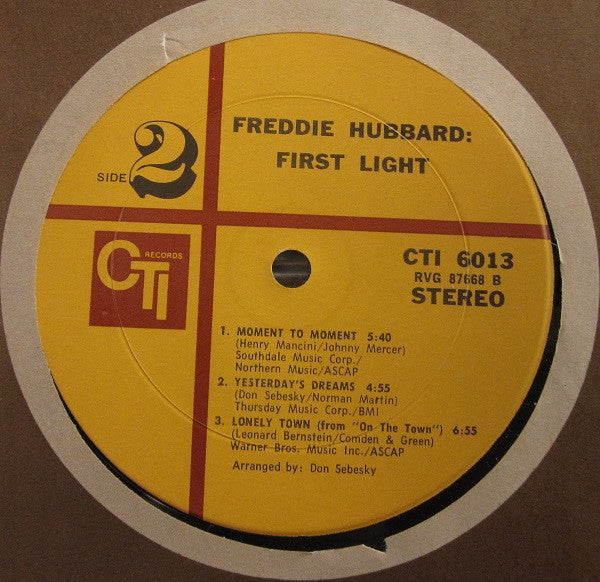 SIDE 2
FREDDIE HUBBARD:
FIRST LIGHT
CTI RECORDS
CTI 6013
RVG 87668 B
STEREO
1. MOMENT TO MOMENT 5:40
(Henry Mancini/Johnny Mercer)
Southdale Music Corp./
Northern Music/ASCAP
2. YESTERDAY'S DREAMS 4:55
(Don Sebesky/Norman Martin)
Thursday Music Corp./BMI
3. LONELY TOWN (from "On The Town") 6:55
(Leonard Bernstein/Comden & Green)
Warner Bros. Music Inc./ASCAP
Arranged by: Don Sebesky